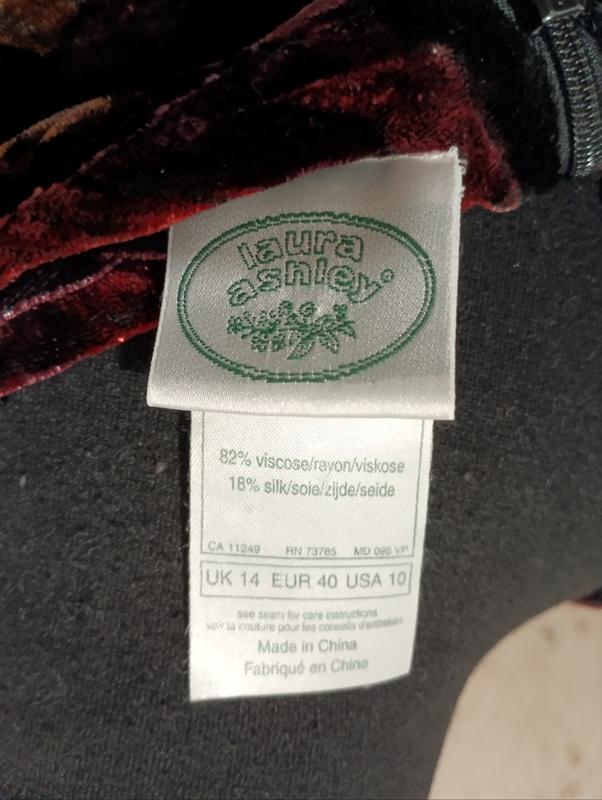 laura
ashley®
82% viscose/rayon/viskose
18% silk/soie/zijde/seide
CA 11249 RN 73785 MD 095 VP
UK 14 EUR 40 USA 10
see seam for care instructions
voir la couture pour les conseils d'entretien
Made in China
Fabriqué en Chine